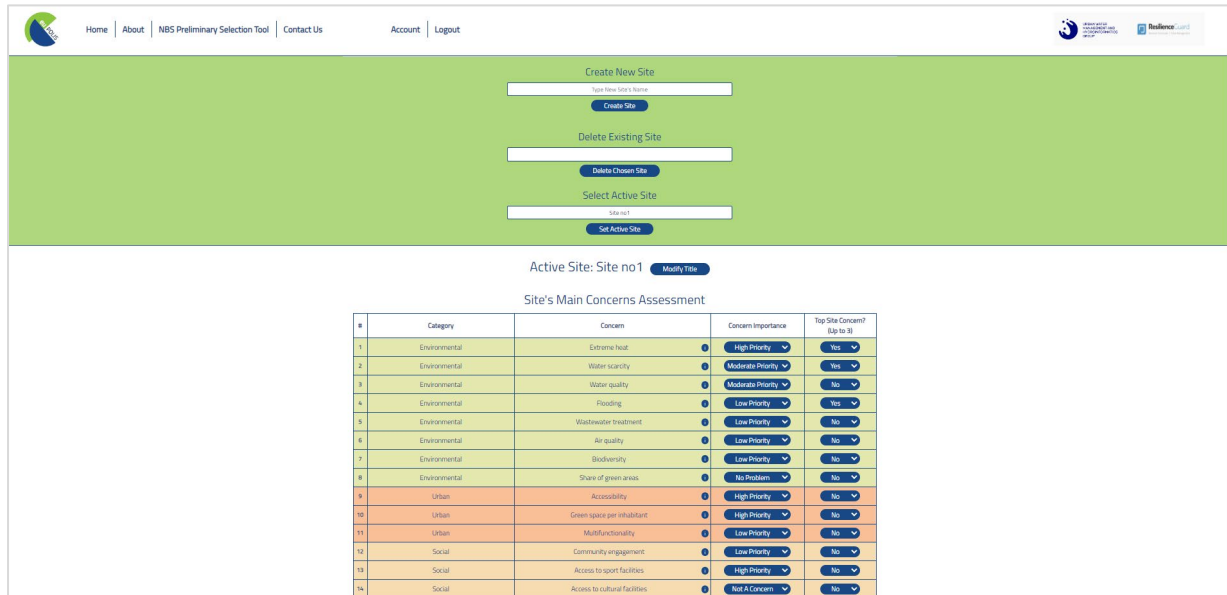 POLIS
Home About NBS Preliminary Selection Tool Contact Us Account Logout
URBAN WATER
MANAGEMENT AND
HYDROINFORMATICS
GROUP
ResilienceGuard
Create New Site
Type New Site's Name
Create Site
Delete Existing Site
Delete Chosen Site
Select Active Site
Site no1
Set Active Site
Active Site: Site no1 Modify Title
Site's Main Concerns Assessment
# Category Concern Concern Importance Top Site Concern? (Up to 3)
1 Environmental Extreme heat High Priority Yes
2 Environmental Water scarcity Moderate Priority Yes
3 Environmental Water quality Moderate Priority No
4 Environmental Flooding Low Priority Yes
5 Environmental Wastewater treatment Low Priority No
6 Environmental Air quality Low Priority No
7 Environmental Biodiversity Low Priority No
8 Environmental Share of green areas No Problem No
9 Urban Accessibility High Priority No
10 Urban Green space per inhabitant High Priority No
11 Urban Multifunctionality Low Priority No
12 Social Community engagement Low Priority No
13 Social Access to sport facilities High Priority No
14 Social Access to cultural facilities Not A Concern No